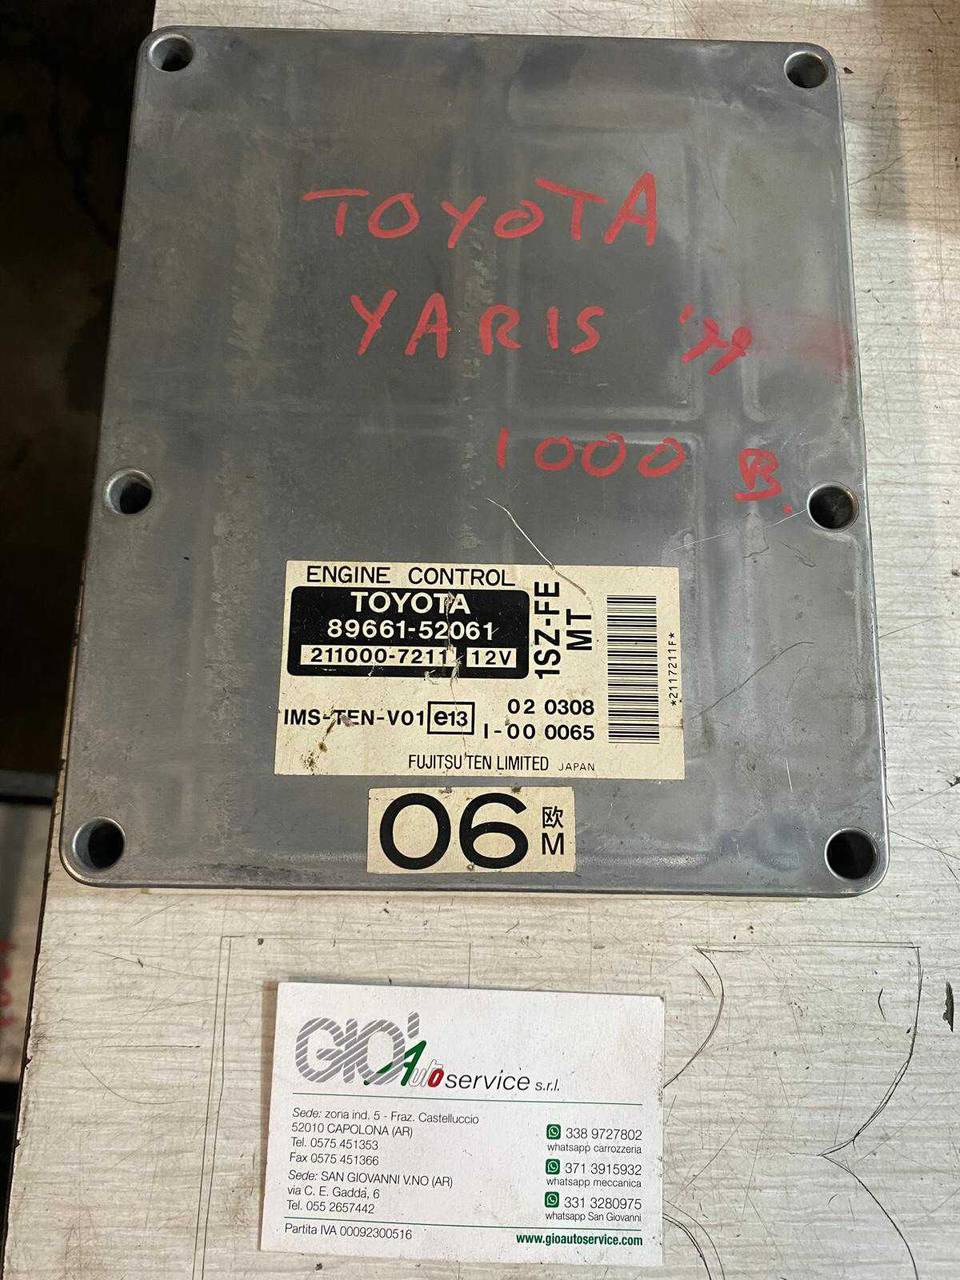 TOYOTA
YARIS '99
1000 B.
ENGINE CONTROL
TOYOTA
89661-52061
211000-7211 12V
1SZ-FE
MT
*2117211F*
IMS-TEN-V01 e13
02 0308
I-00 0065
FUJITSU TEN LIMITED JAPAN
06 欧
M
GIO' Auto service s.r.l.
Sede: zona ind. 5 - Fraz. Castelluccio
52010 CAPOLONA (AR)
Tel. 0575 451353
Fax 0575 451366
Sede: SAN GIOVANNI V.NO (AR)
via C. E. Gadda, 6
Tel. 055 2657442
Partita IVA 00092300516
338 9727802
whatsapp carrozzeria
371 3915932
whatsapp meccanica
331 3280975
whatsapp San Giovanni
www.gioautoservice.com